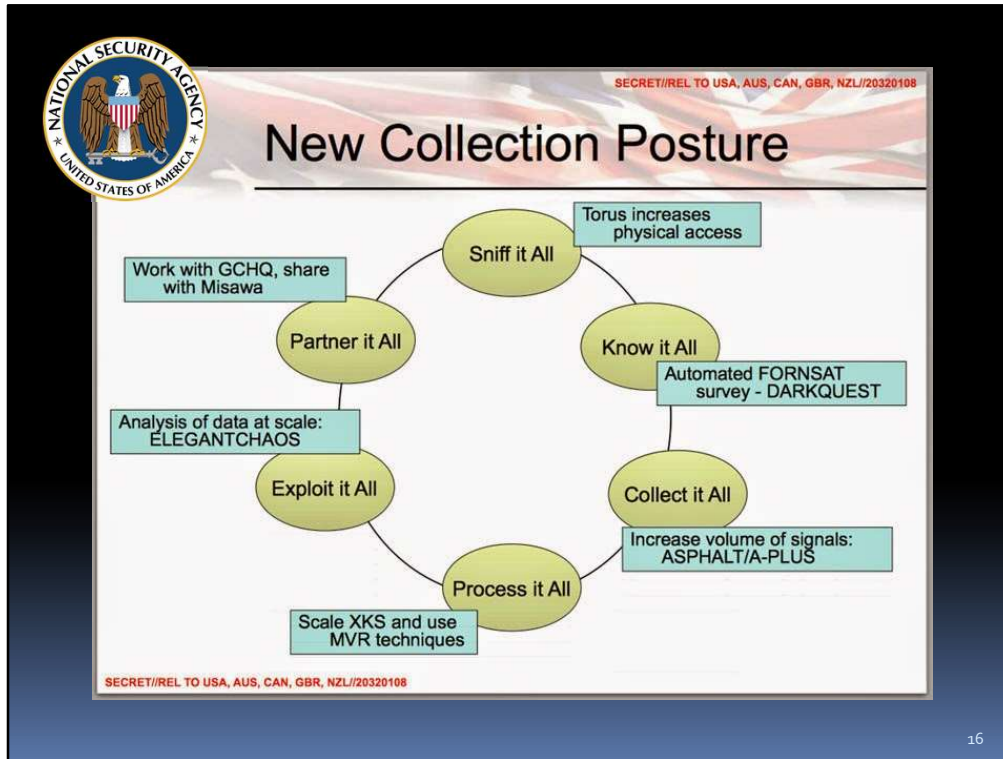 NATIONAL SECURITY AGENCY
UNITED STATES OF AMERICA
SECRET//REL TO USA, AUS, CAN, GBR, NZL//20320108
New Collection Posture
Sniff it All
Torus increases
physical access
Know it All
Automated FORNSAT
survey - DARKQUEST
Collect it All
Increase volume of signals:
ASPHALT/A-PLUS
Process it All
Scale XKS and use
MVR techniques
Exploit it All
Analysis of data at scale:
ELEGANTCHAOS
Partner it All
Work with GCHQ, share
with Misawa
SECRET//REL TO USA, AUS, CAN, GBR, NZL//20320108
16